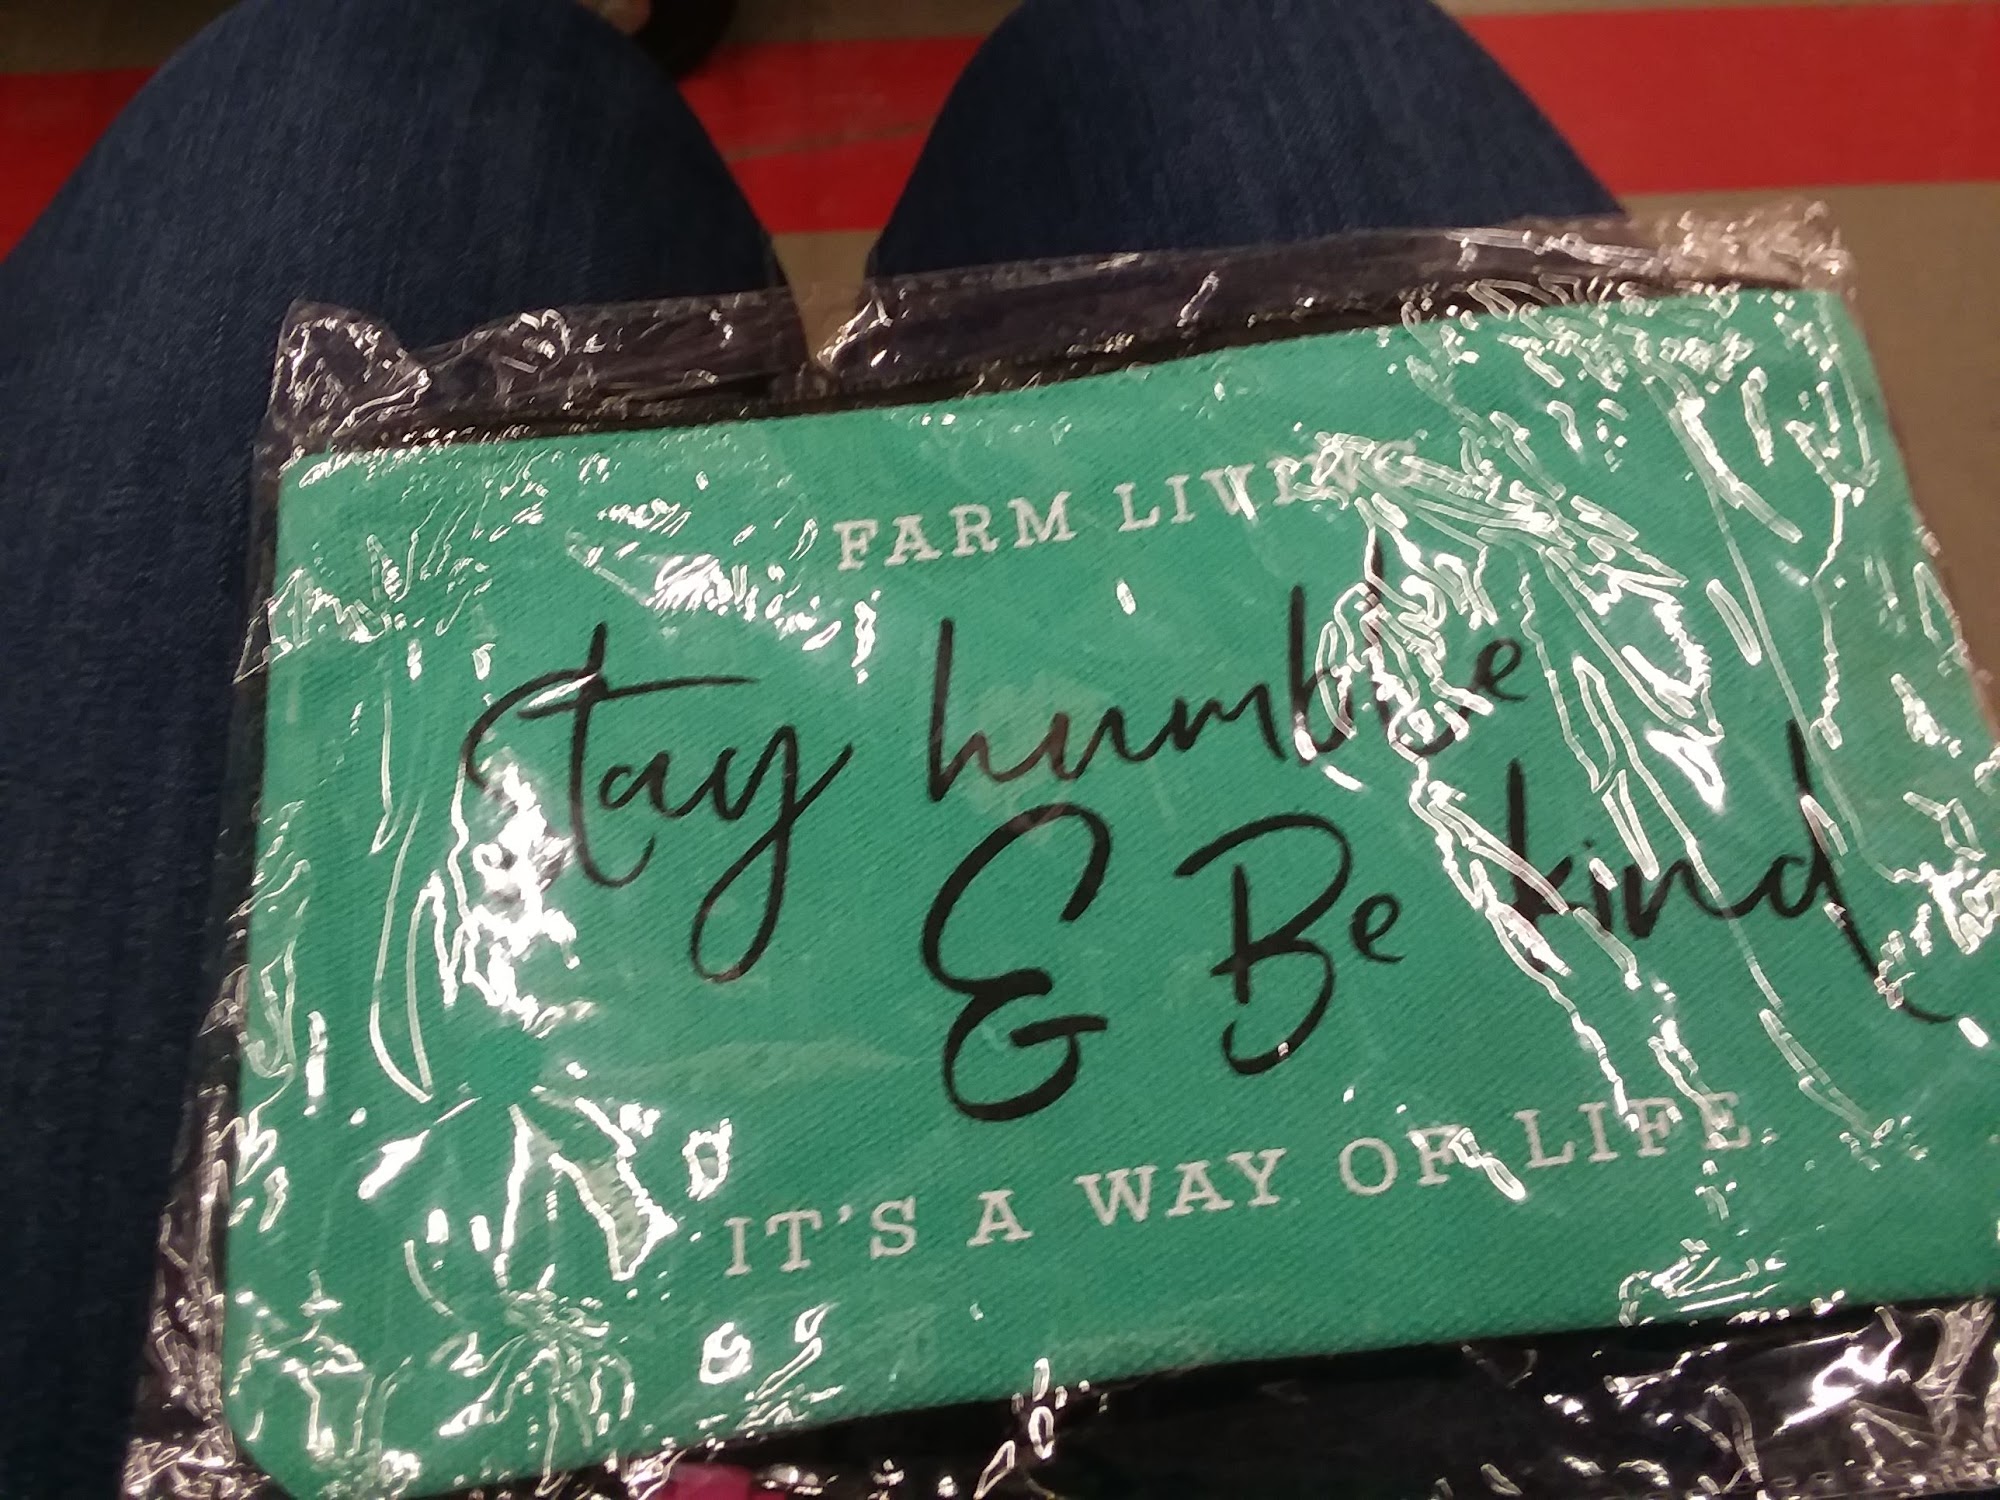 FARM LIVING
Stay humble
& Be kind
IT'S A WAY OF LIFE